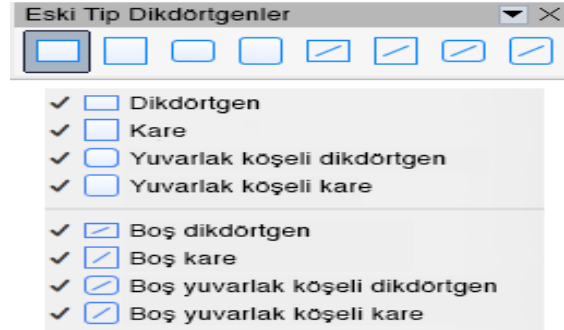 Eski Tip Dikdörtgenler
Dikdörtgen
Kare
Yuvarlak köşeli dikdörtgen
Yuvarlak köşeli kare
Boş dikdörtgen
Boş kare
Boş yuvarlak köşeli dikdörtgen
Boş yuvarlak köşeli kare